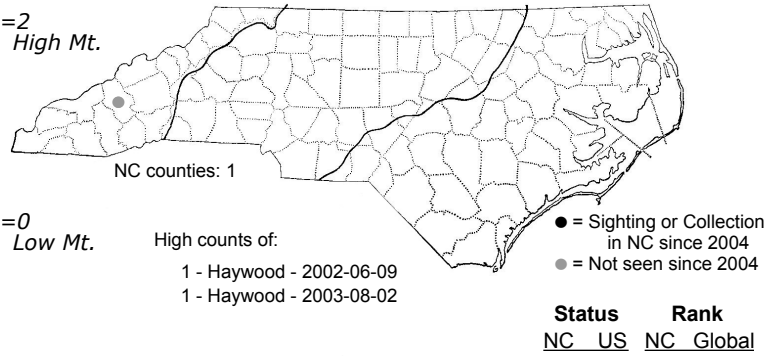 =2
High Mt.
NC counties: 1
=0
Low Mt.
High counts of:
1 - Haywood - 2002-06-09
1 - Haywood - 2003-08-02
● = Sighting or Collection
in NC since 2004
● = Not seen since 2004
Status Rank
NC US NC Global